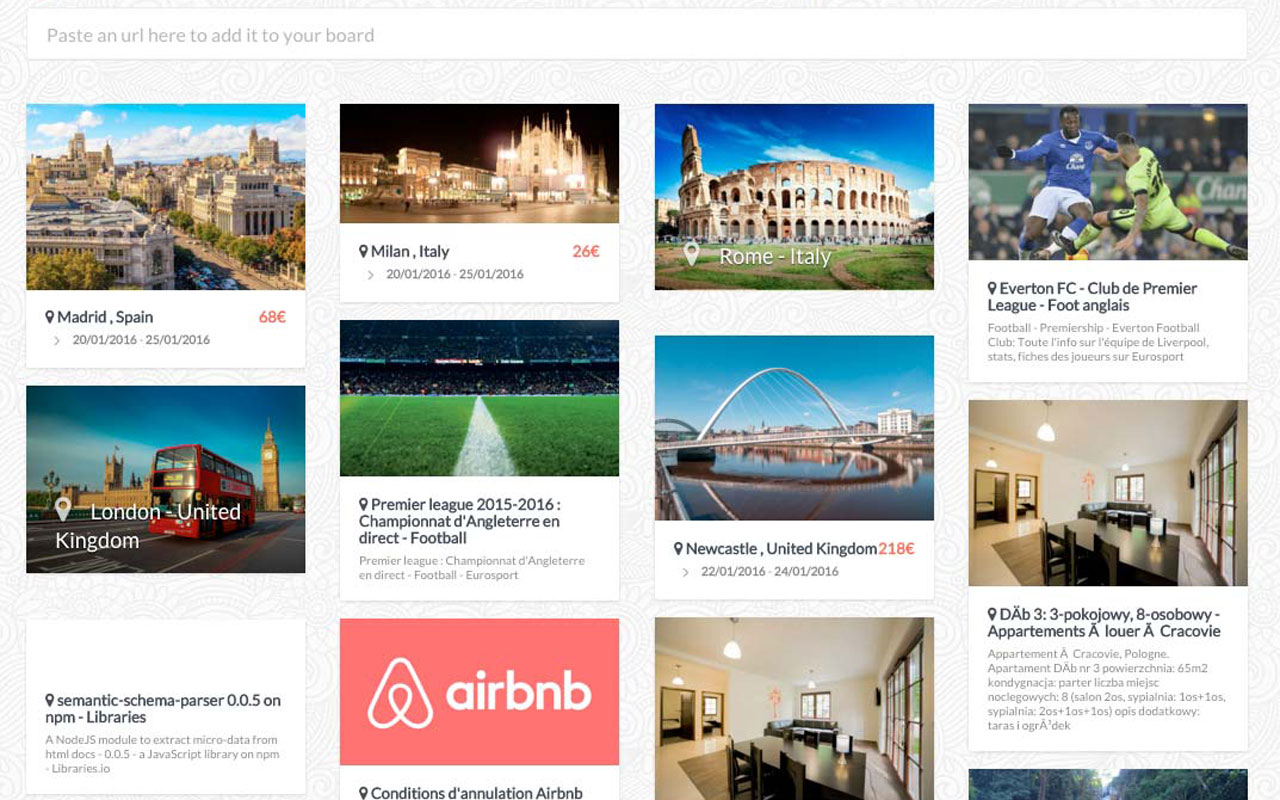 Paste an url here to add it to your board
Madrid , Spain
68€
20/01/2016 - 25/01/2016
London - United
Kingdom
semantic-schema-parser 0.0.5 on
npm - Libraries
A NodeJS module to extract micro-data from
html docs - 0.0.5 - a JavaScript library on npm
- Libraries.io
Milan , Italy
26€
20/01/2016 - 25/01/2016
Premier league 2015-2016 :
Championnat d'Angleterre en
direct - Football
Premier league : Championnat d'Angleterre
en direct - Football - Eurosport
airbnb
Conditions d'annulation Airbnb
Rome - Italy
Newcastle , United Kingdom
218€
22/01/2016 - 24/01/2016
Chang
Chan
Everton FC - Club de Premier
League - Foot anglais
Football - Premiership - Everton Football
Club: Toute l'info sur l'équipe de Liverpool,
stats, fiches des joueurs sur Eurosport
DÄb 3: 3-pokojowy, 8-osobowy -
Appartements Ã  louer Ã  Cracovie
Appartement Ã  Cracovie, Pologne.
Apartament DÄb nr 3 powierzchnia: 65m2
kondygnacja: parter liczba miejsc
noclegowych: 8 (salon 2os, sypialnia: 1os+1os,
sypialnia: 2os+1os+1os) opis dodatkowy:
taras i ogrÃ³dek